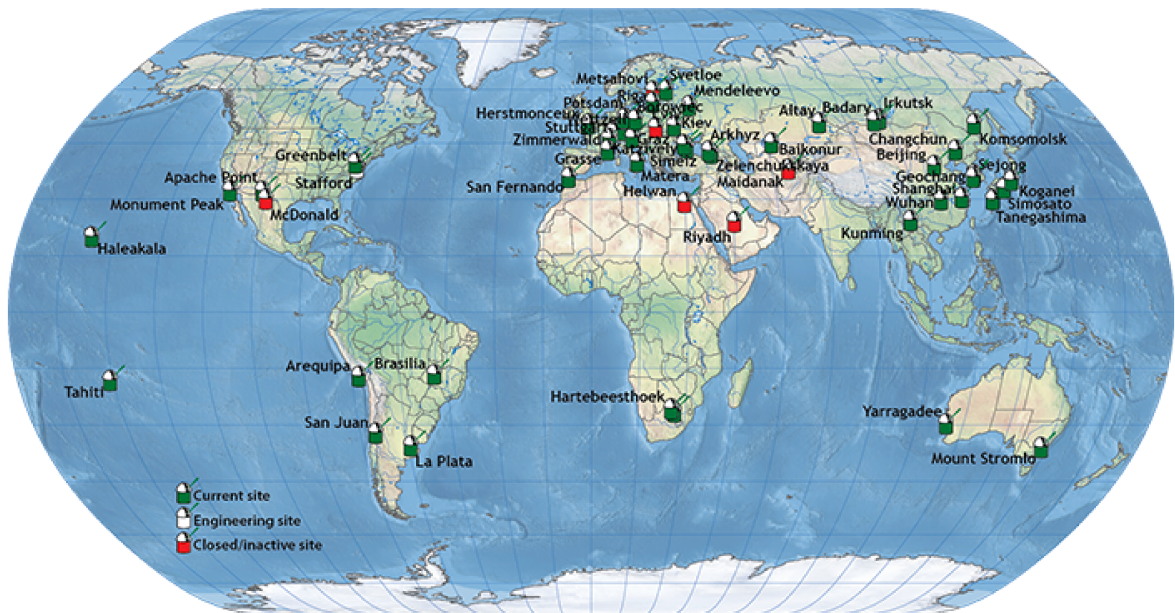 Metsahovi
Svetloe
Riga
Mendeleevo
Potsdam
Borowiec
Herstmonceux
Kiev
Altay
Badary
Irkutsk
Zimmerwald
Graz
Arkhyz
Changchun
Komsomolsk
Greenbelt
Katzively
Baikonur
Beijing
Grasse
Simeiz
Zelenchukskaya
Sejong
Apache Point
Stafford
Matera
Maidanak
Geochang
San Fernando
Helwan
Shanghai
Koganei
Monument Peak
McDonald
Wuhan
Simosato
Tanegashima
Haleakala
Riyadh
Kunming
Arequipa
Brasilia
Tahiti
Hartebeesthoek
Yarragadee
San Juan
La Plata
Mount Stromlo
Current site
Engineering site
Closed/inactive site